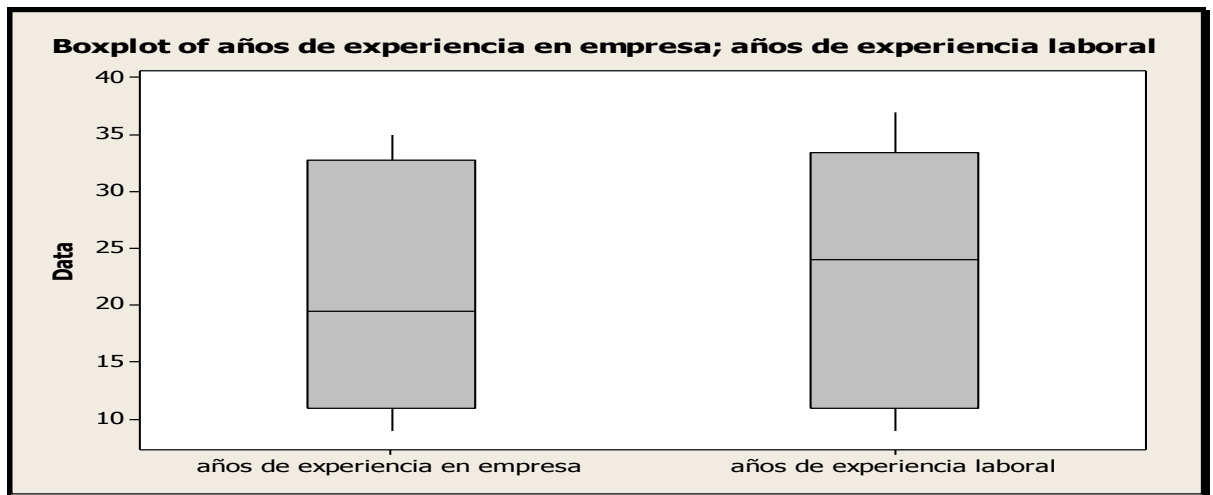 Boxplot of años de experiencia en empresa; años de experiencia laboral
40
35
30
25
20
15
10
Data
años de experiencia en empresa
años de experiencia laboral